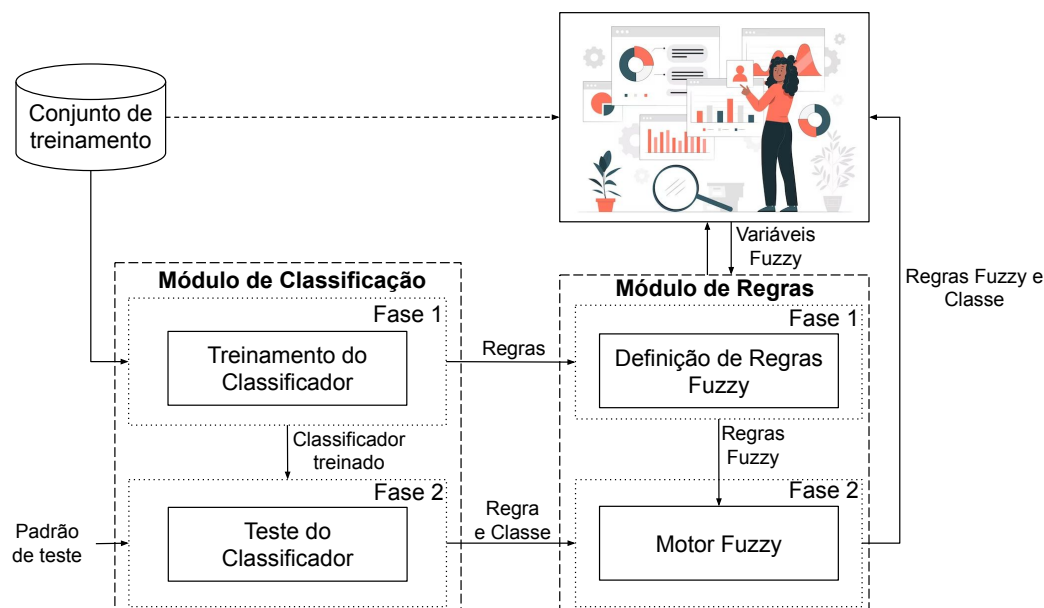 Conjunto de
treinamento
Variáveis
Fuzzy
Regras Fuzzy e
Classe
Módulo de Classificação
Fase 1
Treinamento do
Classificador
Regras
Módulo de Regras
Fase 1
Definição de Regras
Fuzzy
Classificador
treinado
Regras
Fuzzy
Padrão
de teste
Fase 2
Teste do
Classificador
Regra
e Classe
Fase 2
Motor Fuzzy